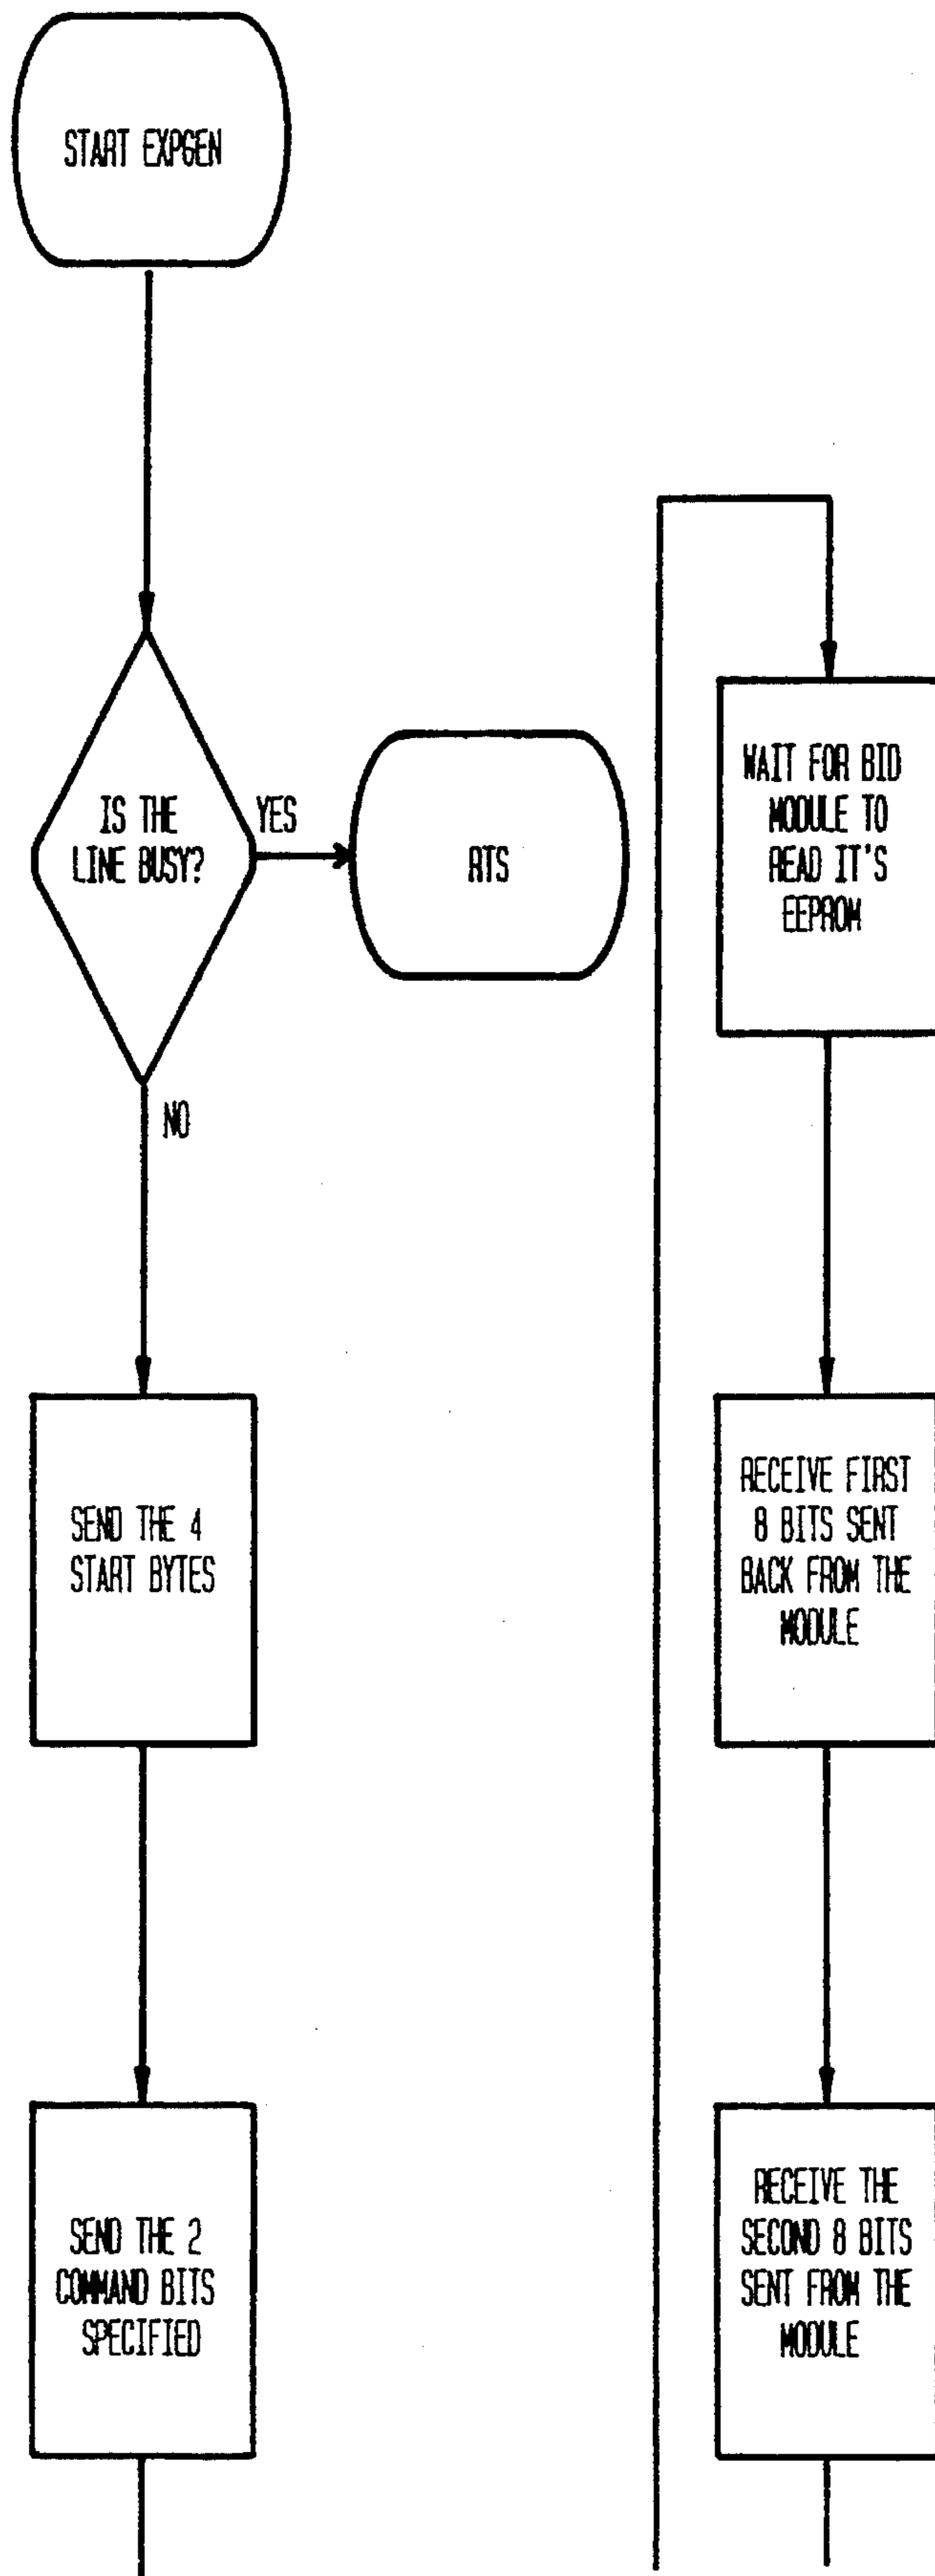 START EXPGEN
IS THE
LINE BUSY?
YES
RTS
NO
SEND THE 4
START BYTES
SEND THE 2
COMMAND BITS
SPECIFIED
WAIT FOR BID
MODULE TO
READ IT'S
EEPROM
RECEIVE FIRST
8 BITS SENT
BACK FROM THE
MODULE
RECEIVE THE
SECOND 8 BITS
SENT FROM THE
MODULE